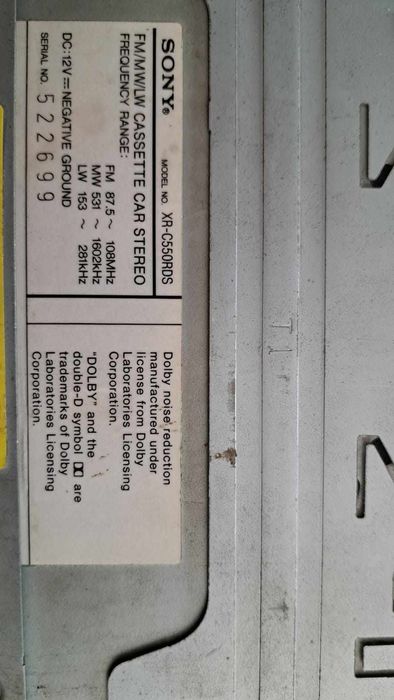 SONY® MODEL NO. XR-C550RDS
FM/MW/LW CASSETTE CAR STEREO
FREQUENCY RANGE:
FM 87.5 ~ 108MHz
MW 531 ~ 1602kHz
LW 153 ~ 281kHz
DC:12V⎓NEGATIVE GROUND
SERIAL NO. 522699
Dolby noise reduction
manufactured under
license from Dolby
Laboratories Licensing
Corporation.
"DOLBY" and the
double-D symbol are
trademarks of Dolby
Laboratories Licensing
Corporation.